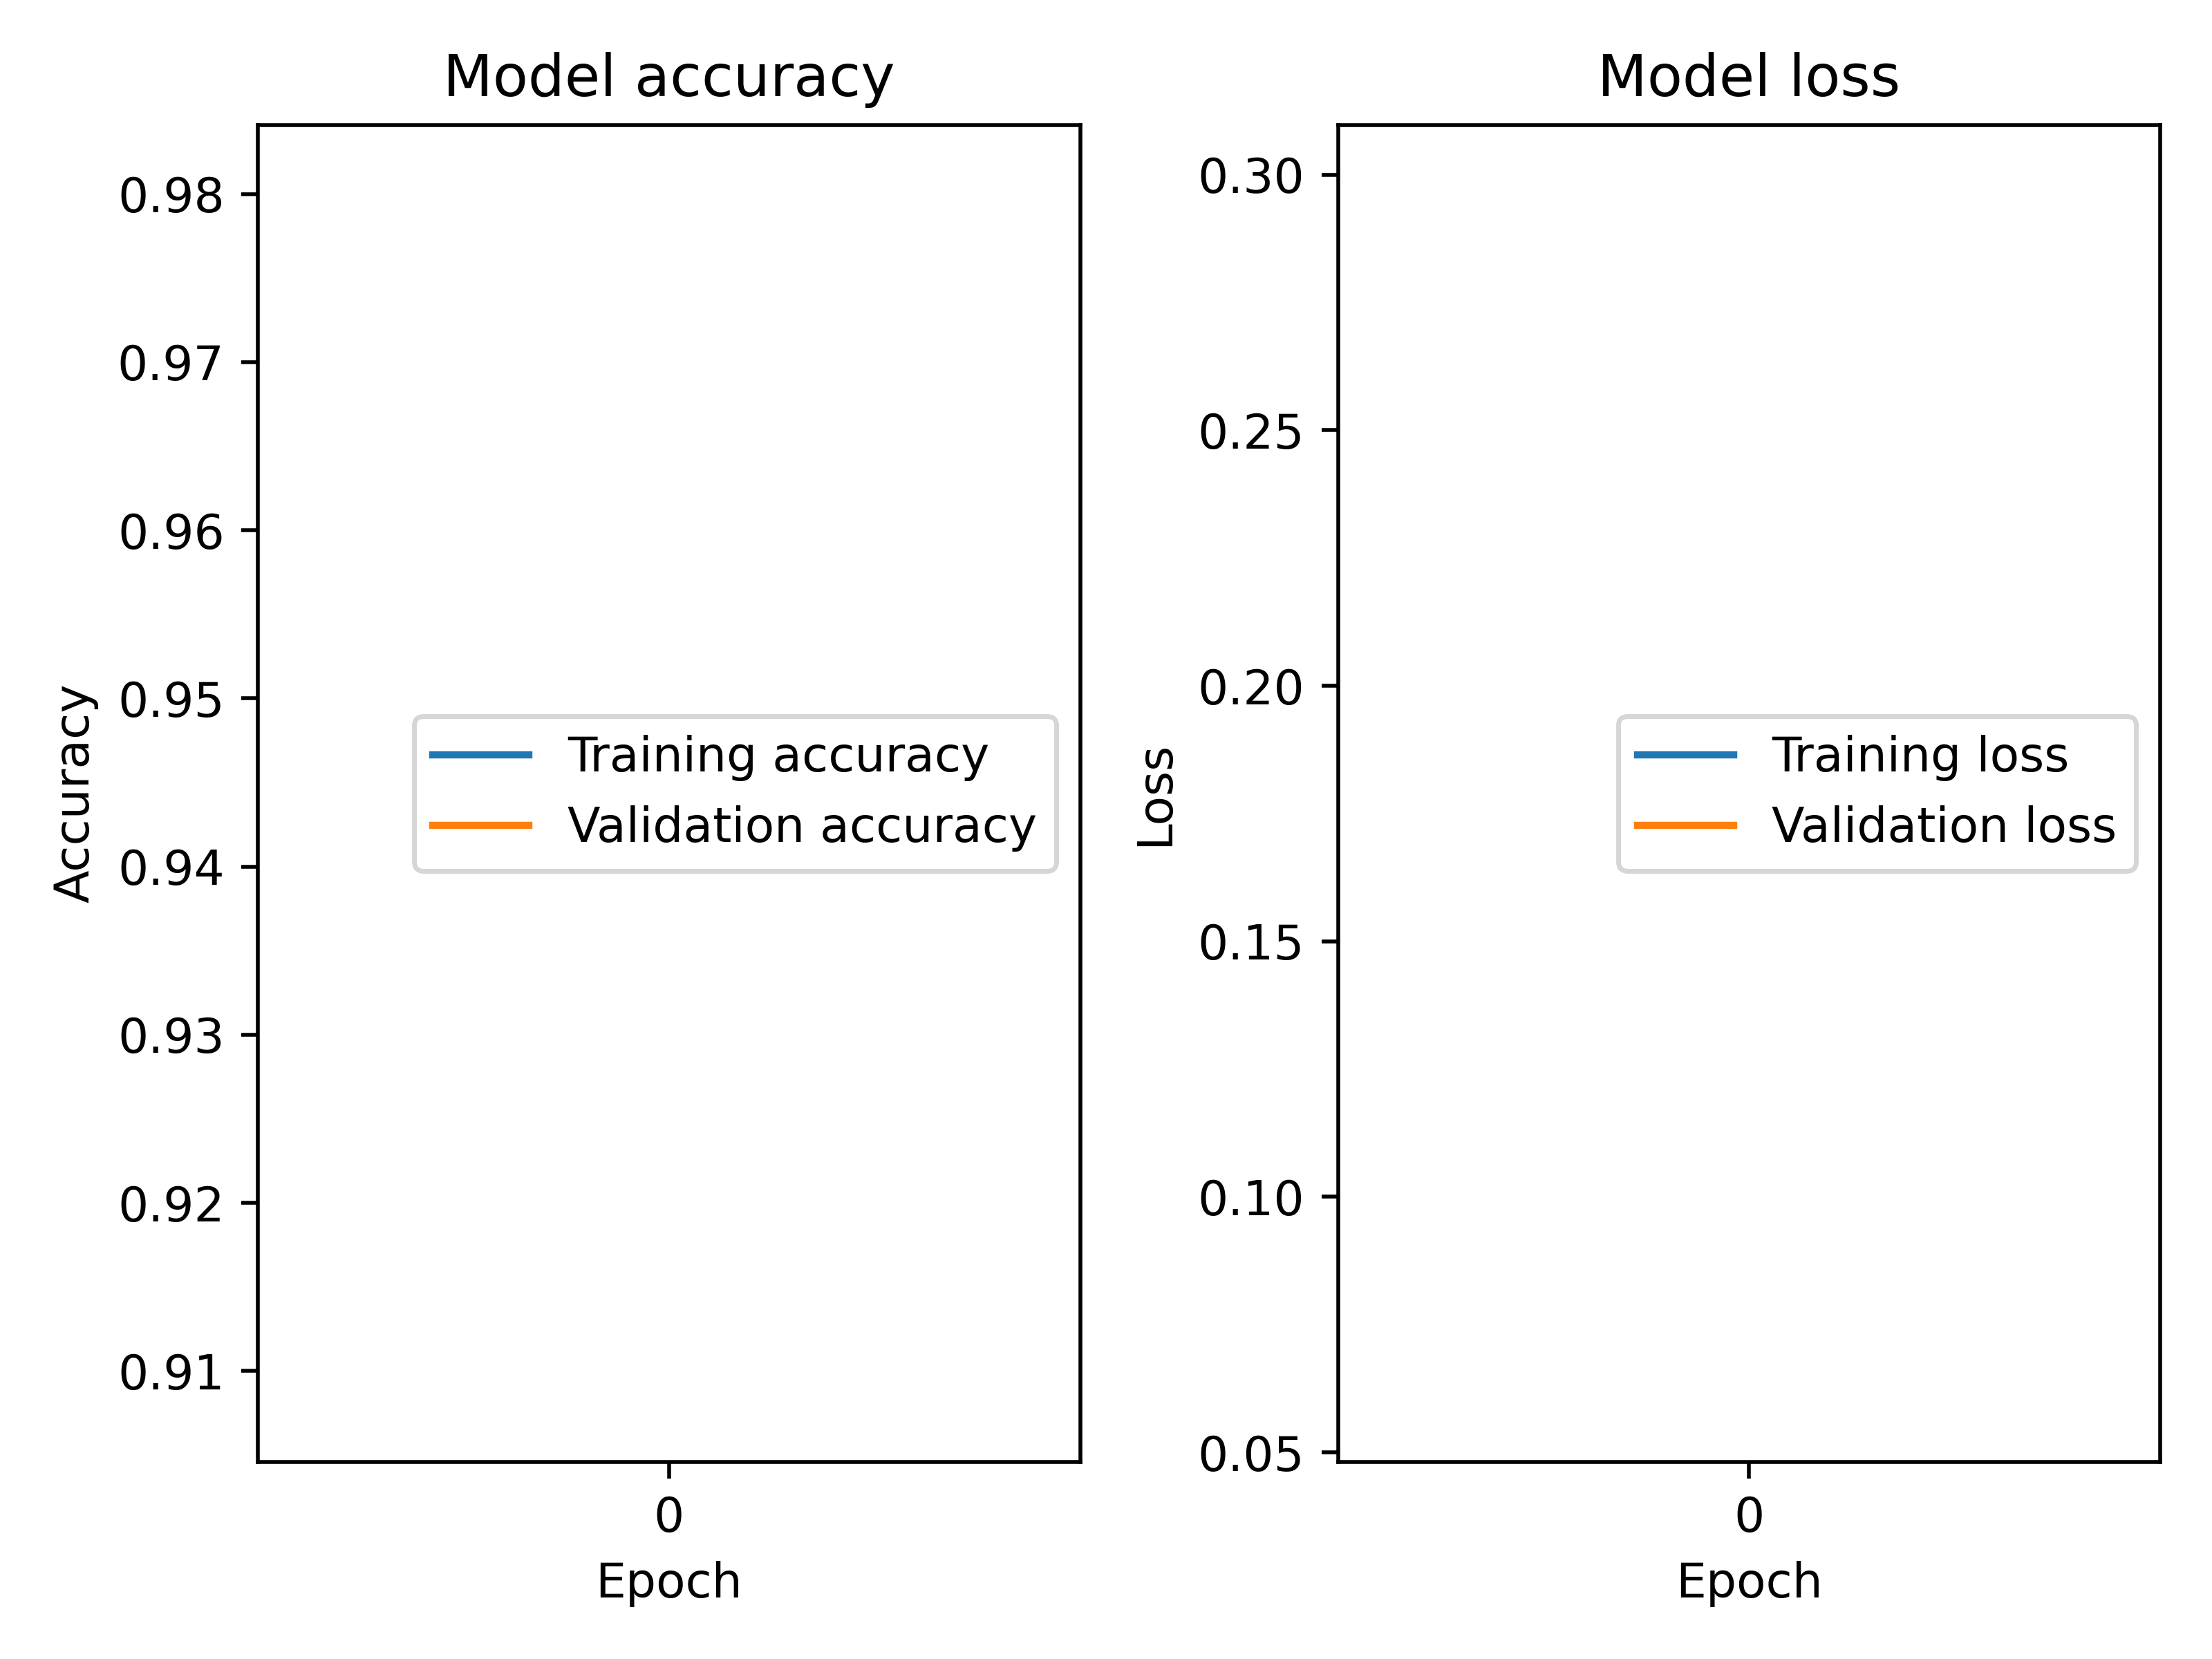 Model accuracy
0.98
0.97
0.96
0.95
0.94
0.93
0.92
0.91
Accuracy
Training accuracy
Validation accuracy
0
Epoch
Model loss
0.30
0.25
0.20
0.15
0.10
0.05
Loss
Training loss
Validation loss
0
Epoch